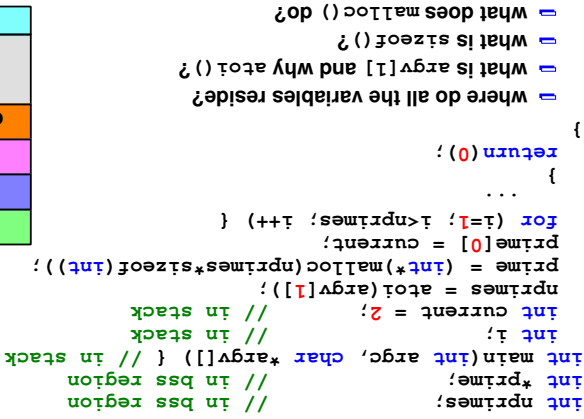 int nprimes; // in bss region
int *prime; // in bss region
int main(int argc, char *argv[]) { // in stack
int i; // in stack
int current = 2; // in stack
nprimes = atoi(argv[1]);
prime = (int*)malloc(nprimes*sizeof(int));
prime[0] = current;
for (i=1; i<nprimes; i++) {
...
}
return(0);
}
where do all the variables reside?
what is argv[1] and why atoi()?
what is sizeof()?
what does malloc() do?